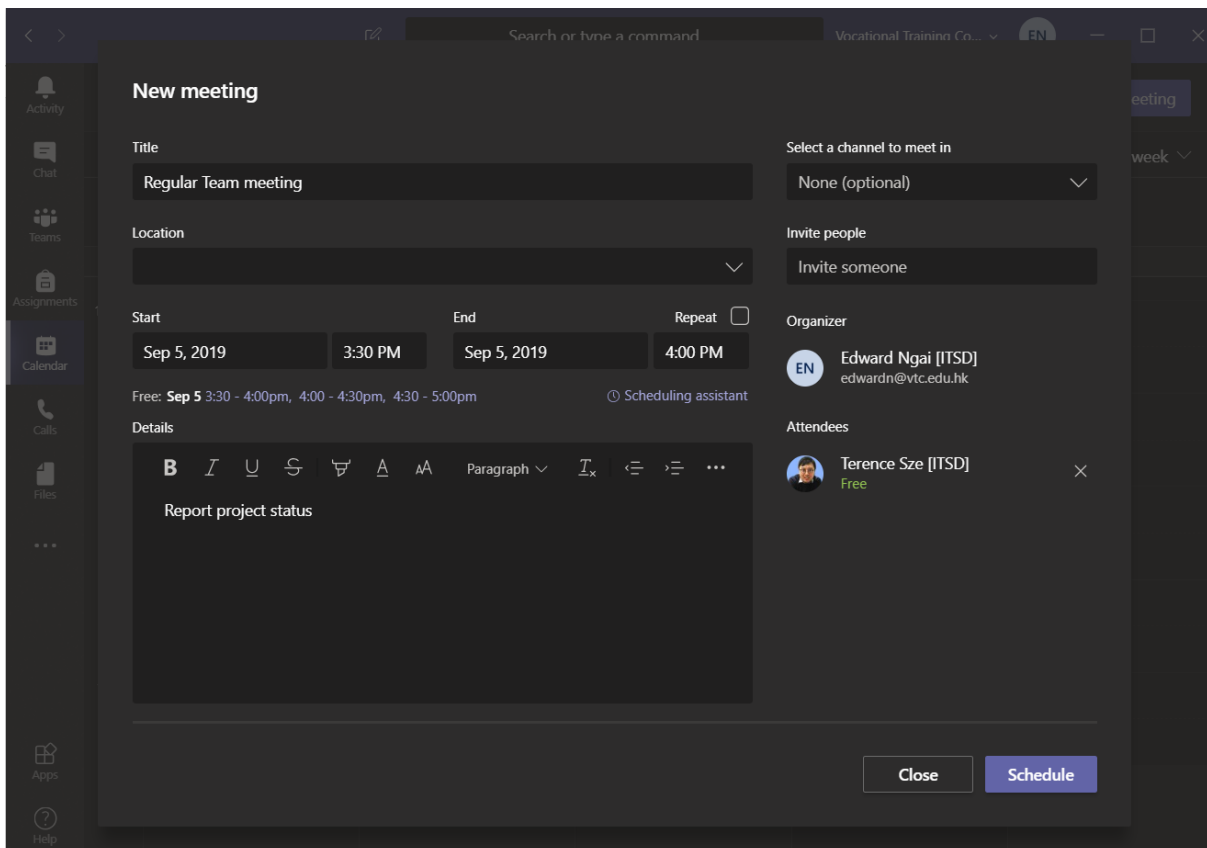 Search or type a command
Vocational Training Co...
EN
Activity
Chat
Teams
Assignments
Calendar
Calls
Files
Apps
Help
eeting
week
New meeting
Title
Regular Team meeting
Select a channel to meet in
None (optional)
Location
Invite people
Invite someone
Start
End
Repeat
Sep 5, 2019
3:30 PM
Sep 5, 2019
4:00 PM
Organizer
EN
Edward Ngai [ITSD]
edwardn@vtc.edu.hk
Free: Sep 5 3:30 - 4:00pm, 4:00 - 4:30pm, 4:30 - 5:00pm
Scheduling assistant
Details
Attendees
B I U S A AA Paragraph Tx
Terence Sze [ITSD]
Free
Report project status
Close
Schedule